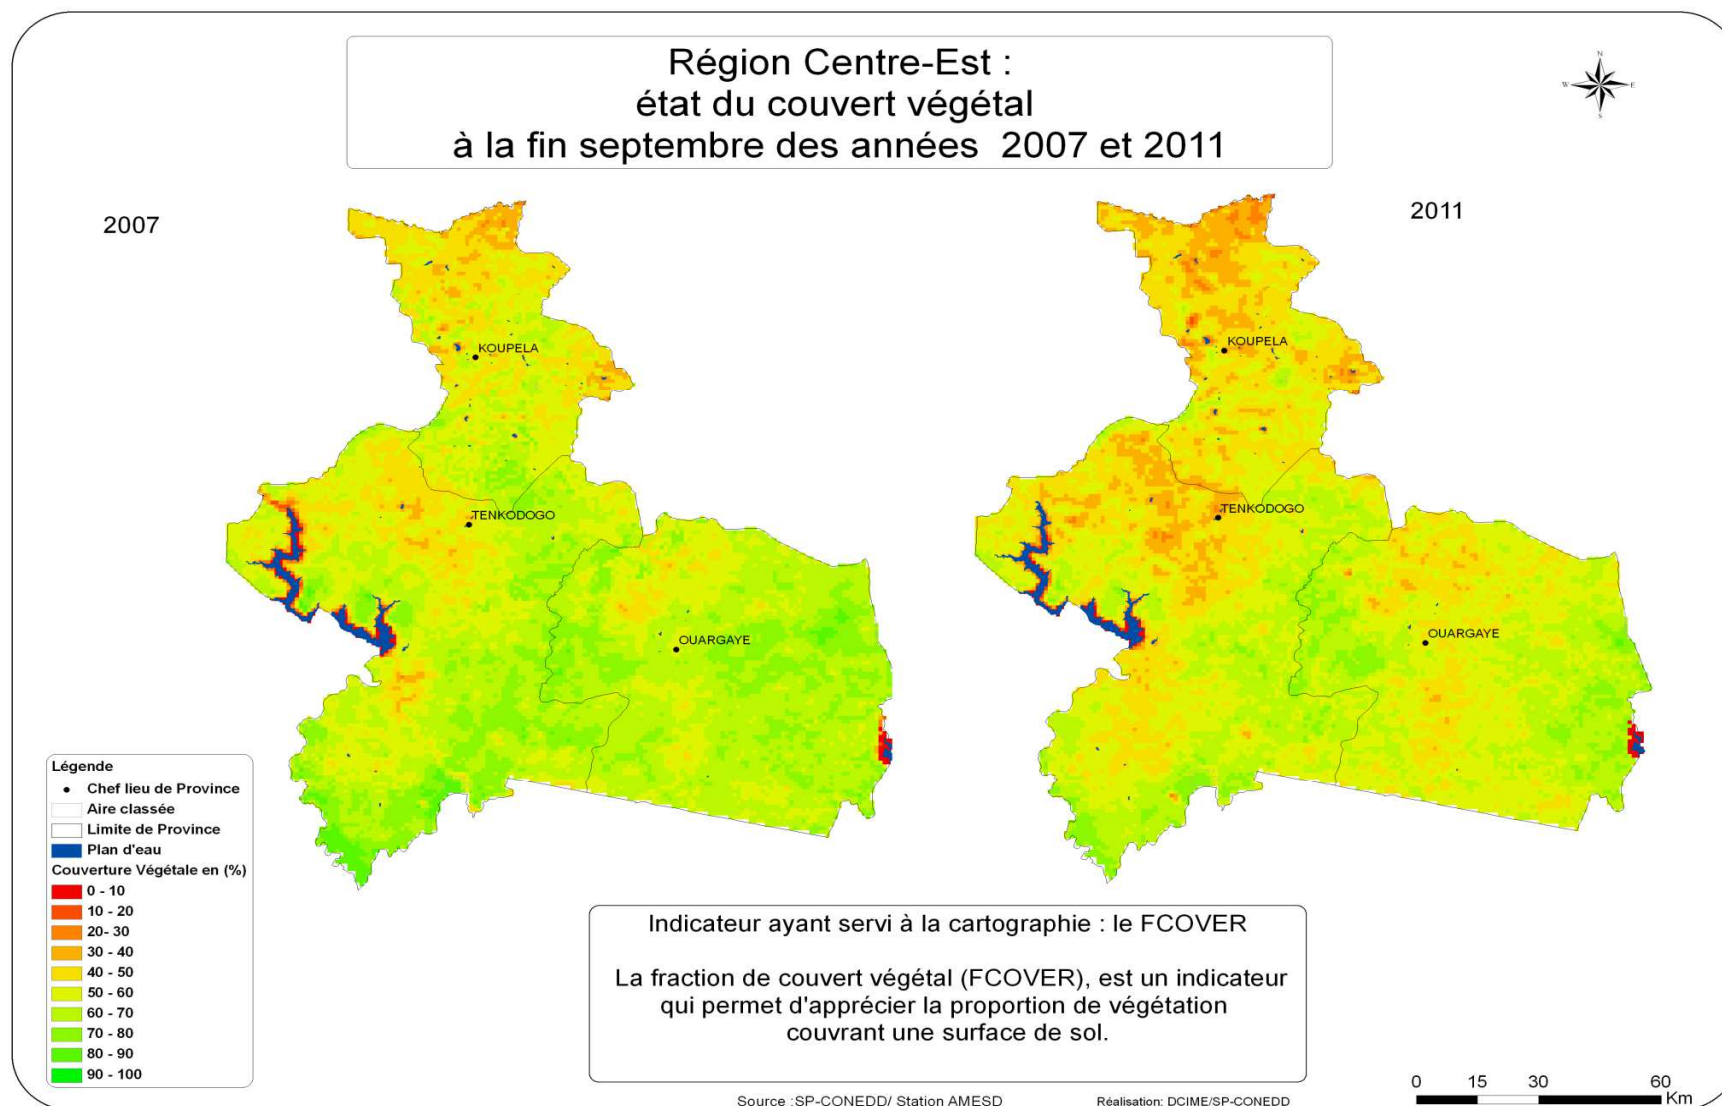 Région Centre-Est :
état du couvert végétal
à la fin septembre des années 2007 et 2011
N
W
E
S
2007
2011
KOUPELA
TENKODOGO
OUARGAYE
KOUPELA
TENKODOGO
OUARGAYE
Légende
Chef lieu de Province
Aire classée
Limite de Province
Plan d'eau
Couverture Végétale en (%)
0 - 10
10 - 20
20- 30
30 - 40
40 - 50
50 - 60
60 - 70
70 - 80
80 - 90
90 - 100
Indicateur ayant servi à la cartographie : le FCOVER
La fraction de couvert végétal (FCOVER), est un indicateur
qui permet d'apprécier la proportion de végétation
couvrant une surface de sol.
Source :SP-CONEDD/ Station AMESD
Réalisation: DCIME/SP-CONEDD
0 15 30 60
Km